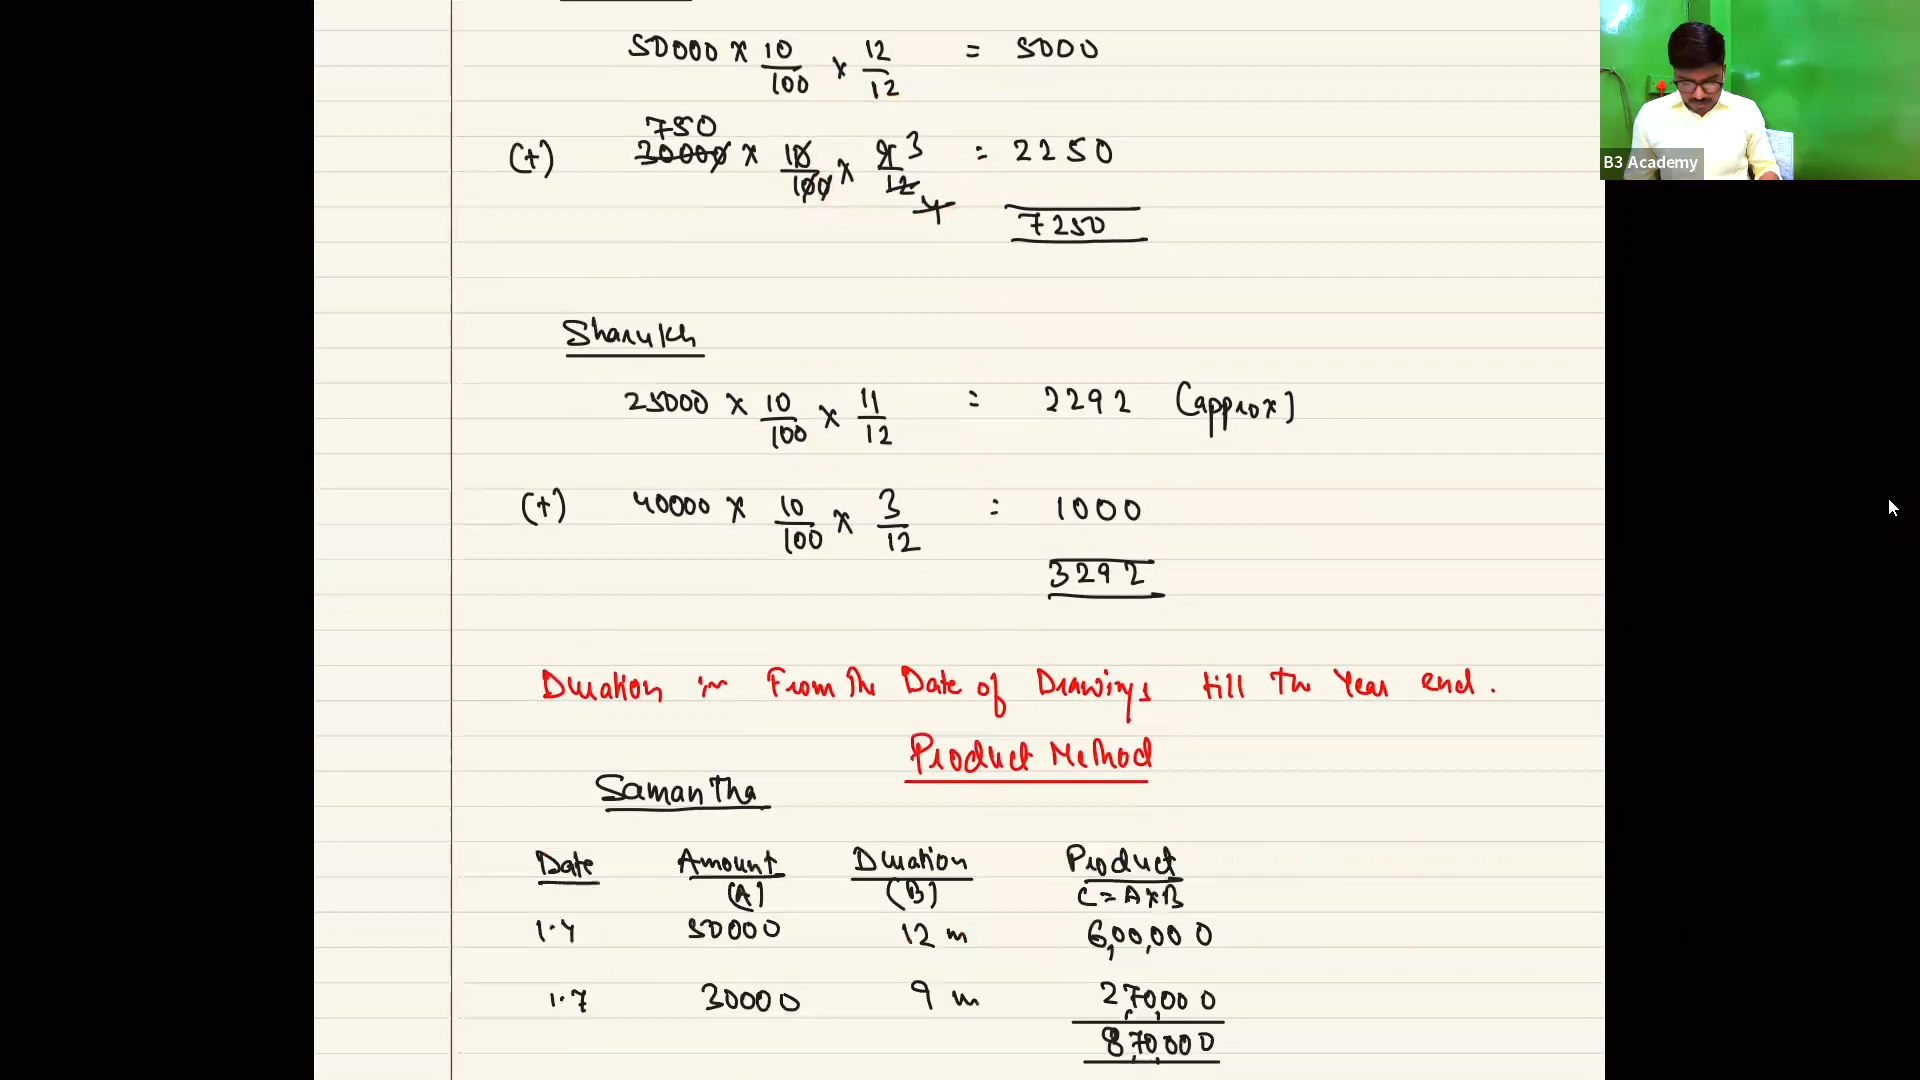 50000 x 10/100 x 12/12 = 5000
750
(+) 30000 x 10/100 x 9/12 3 = 2250
4
7250
Sharukh
25000 x 10/100 x 11/12 = 2292 (approx)
(+) 40000 x 10/100 x 3/12 = 1000
3292
Duration :- From the Date of Drawings till the Year end.
Product Method
Samantha
Date Amount Duration Product
(A) (B) C = A x B
1.4 50000 12 m 6,00,000
1.7 30000 9 m 2,70,000
8,70,000
B3 Academy